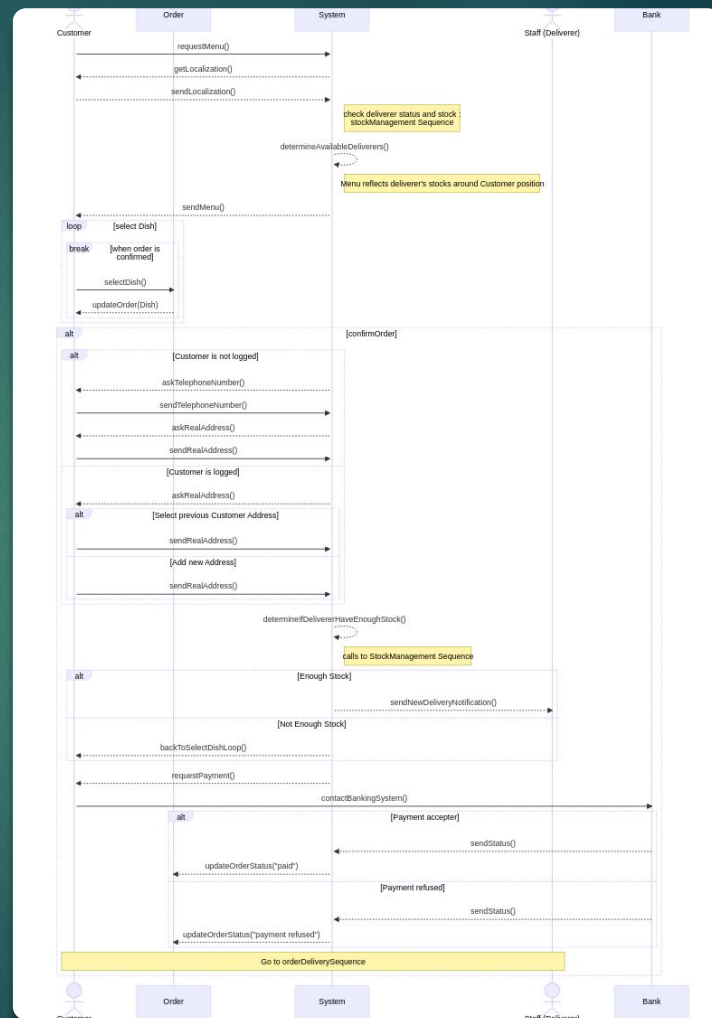 Order
System
Bank
Customer
Staff (Deliverer)
requestMenu()
getLocalization()
sendLocalization()
check deliverer status and stock :
stockManagement Sequence
determineAvailableDeliverers()
Menu reflects deliverer's stocks around Customer position
sendMenu()
loop
[select Dish]
break
[when order is
confirmed]
selectDish()
updateOrder(Dish)
alt
[confirmOrder]
alt
[Customer is not logged]
askTelephoneNumber()
sendTelephoneNumber()
askRealAddress()
sendRealAddress()
[Customer is logged]
askRealAddress()
alt
[Select previous Customer Address]
sendRealAddress()
[Add new Address]
sendRealAddress()
determineIfDelivererHaveEnoughStock()
calls to StockManagement Sequence
alt
[Enough Stock]
sendNewDeliveryNotification()
[Not Enough Stock]
backToSelectDishLoop()
requestPayment()
contactBankingSystem()
alt
[Payment accepter]
sendStatus()
updateOrderStatus("paid")
[Payment refused]
sendStatus()
updateOrderStatus("payment refused")
Go to orderDeliverySequence
Order
System
Bank
Customer
Staff (Deliverer)